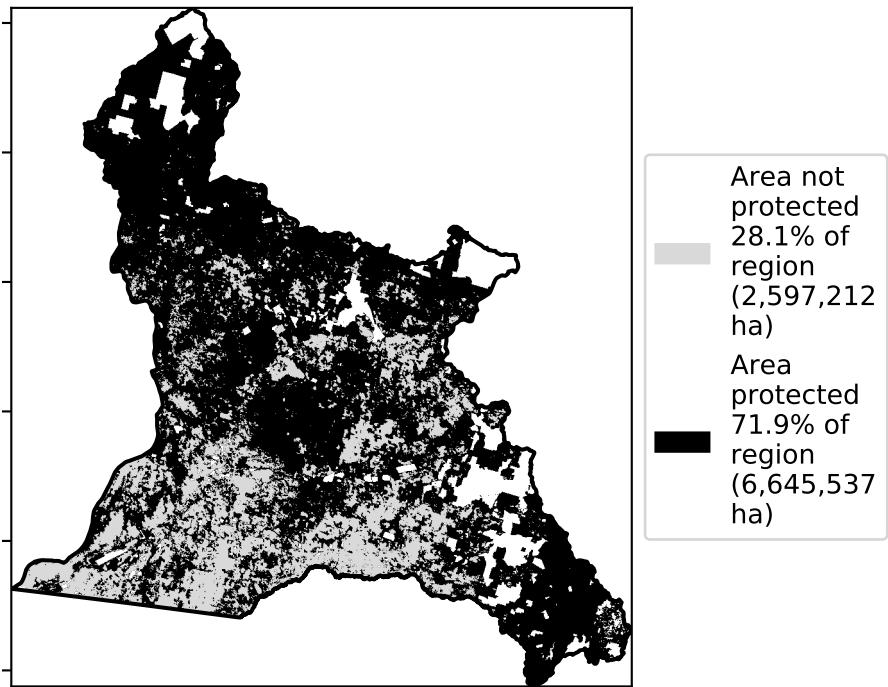 Area not
protected
28.1% of
region
(2,597,212
ha)
Area
protected
71.9% of
region
(6,645,537
ha)